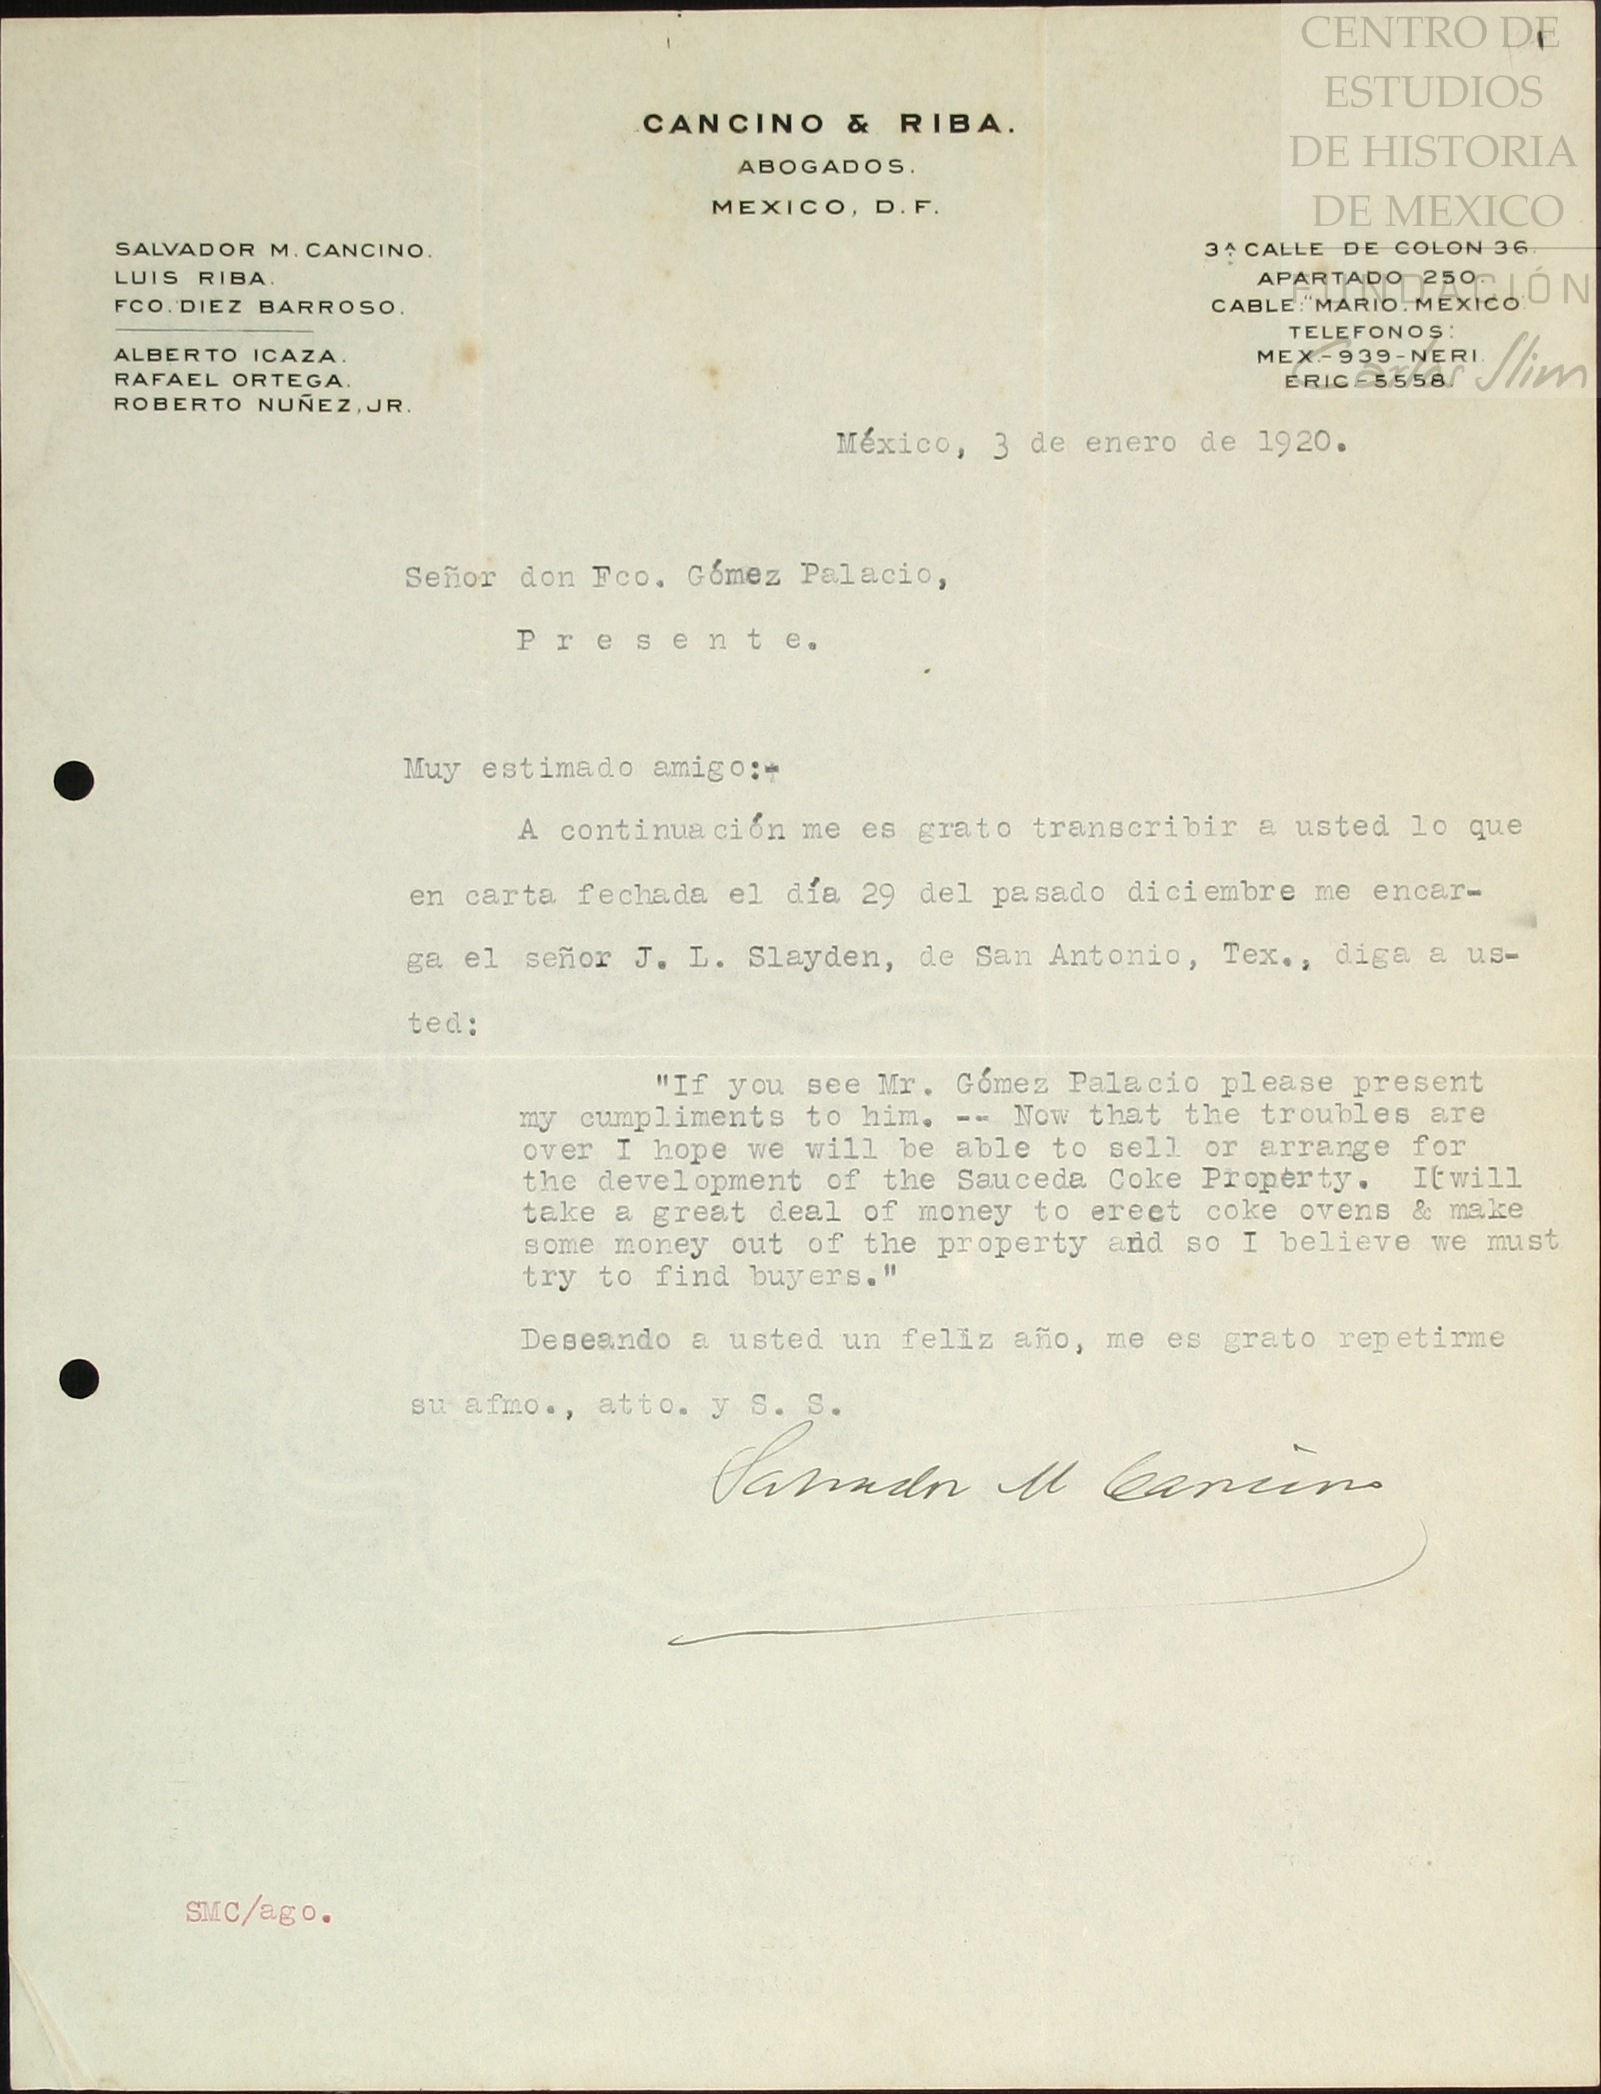 CENTRO DE
ESTUDIOS
DE HISTORIA
DE MEXICO
FUNDACIÓN
Carlos Slim
CANCINO & RIBA.
ABOGADOS.
MEXICO, D.F.
SALVADOR M. CANCINO.
LUIS RIBA.
FCO. DIEZ BARROSO.
ALBERTO ICAZA.
RAFAEL ORTEGA.
ROBERTO NUÑEZ, JR.
3ª CALLE DE COLON 36.
APARTADO 250.
CABLE: "MARIO. MEXICO
TELEFONOS:
MEX.-939-NERI.
ERIC-5558.
México, 3 de enero de 1920.
Señor don Fco. Gómez Palacio,
P r e s e n t e.
Muy estimado amigo:-
A continuación me es grato transcribir a usted lo que
en carta fechada el día 29 del pasado diciembre me encar-
ga el señor J. L. Slayden, de San Antonio, Tex., diga a us-
ted:
"If you see Mr. Gómez Palacio please present
my cumpliments to him. -- Now that the troubles are
over I hope we will be able to sell or arrange for
the development of the Sauceda Coke Property. It will
take a great deal of money to ereet coke ovens & make
some money out of the property and so I believe we must
try to find buyers."
Deseando a usted un feliz año, me es grato repetirme
su afmo., atto. y S. S.
Salvador M Cancino
SMC/ago.